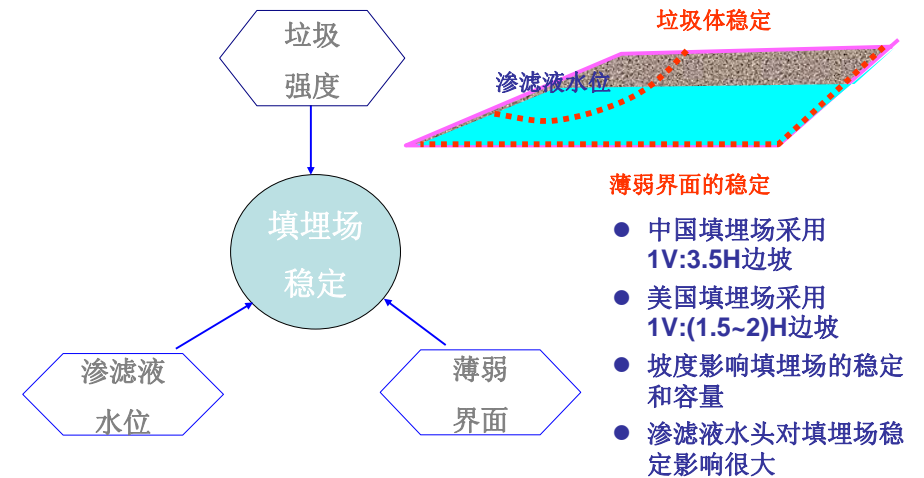 垃圾
强度
填埋场
稳定
渗滤液
水位
薄弱
界面
垃圾体稳定
渗滤液水位
薄弱界面的稳定
● 中国填埋场采用
1V:3.5H边坡
● 美国填埋场采用
1V:(1.5~2)H边坡
● 坡度影响填埋场的稳定
和容量
● 渗滤液水头对填埋场稳
定影响很大